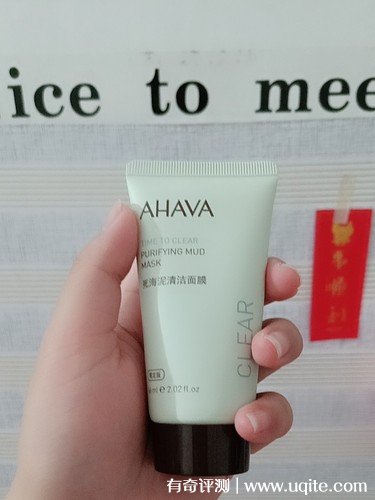 ice to mee
AHAVA
TIME TO CLEAR
PURIFYING MUD
MASK
死海泥清洁面膜
CLEAR
ml e 2.02 fl.oz
有奇评测 | www.uqite.com